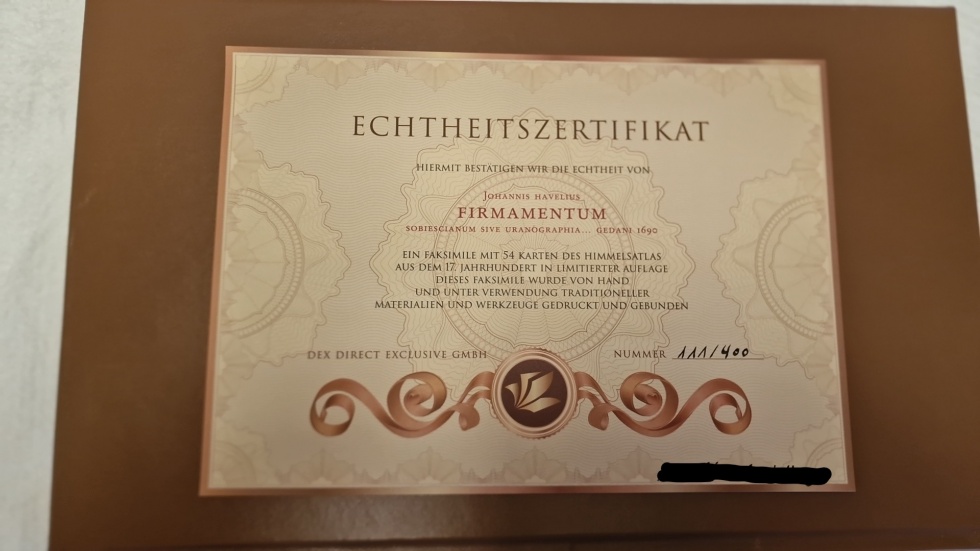 ECHTHEITSZERTIFIKAT
HIERMIT BESTÄTIGEN WIR DIE ECHTHEIT VON
JOHANNIS HAVELIUS
FIRMAMENTUM
SOBIESCIANUM SIVE URANOGRAPHIA... GEDANI 1690
EIN FAKSIMILE MIT 54 KARTEN DES HIMMELSATLAS
AUS DEM 17. JAHRHUNDERT IN LIMITIERTER AUFLAGE
DIESES FAKSIMILE WURDE VON HAND
UND UNTER VERWENDUNG TRADITIONELLER
MATERIALIEN UND WERKZEUGE GEDRUCKT UND GEBUNDEN
DEX DIRECT EXCLUSIVE GMBH
NUMMER 111/400